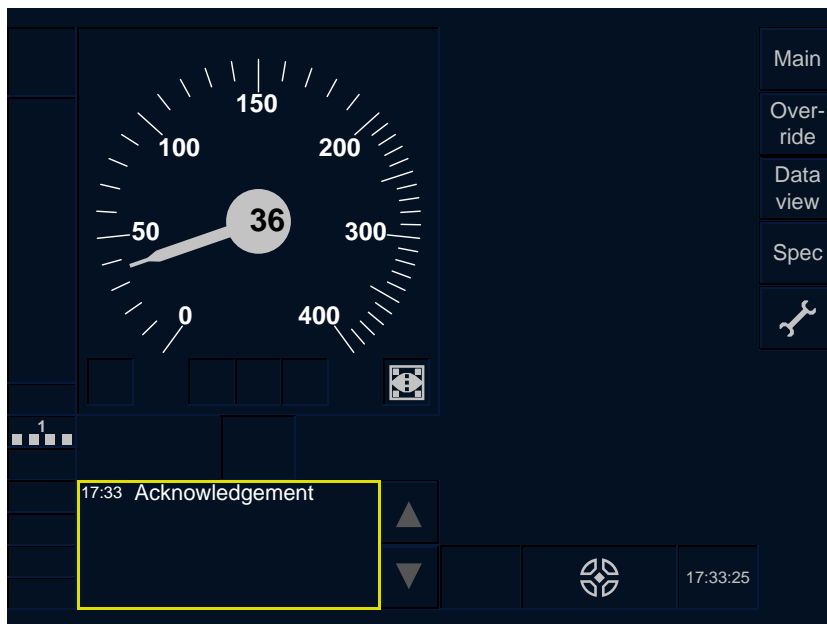 150
100
200
50
36
300
0
400
1
17:33 Acknowledgement
Main
Over-
ride
Data
view
Spec
17:33:25